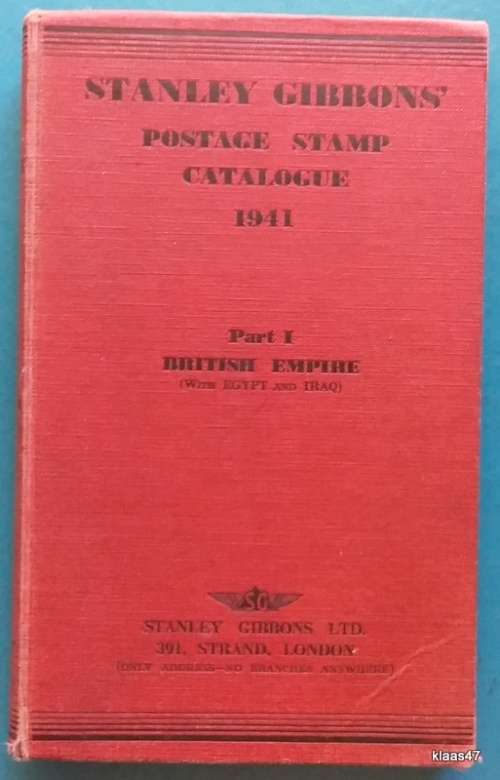 STANLEY GIBBONS'
POSTAGE STAMP
CATALOGUE
1941
Part I
BRITISH EMPIRE
(WITH EGYPT AND IRAQ)
SG
STANLEY GIBBONS LTD.
391, STRAND, LONDON
(ONLY ADDRESS—NO BRANCHES ANYWHERE)
klaas47